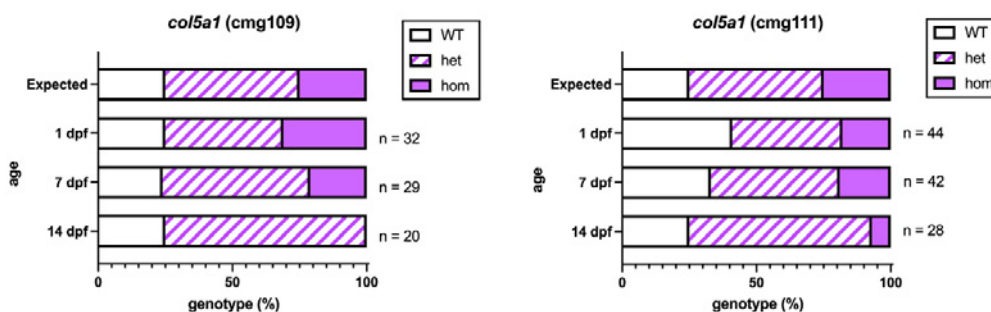 col5a1 (cmg109)
WT
het
hom
Expected
1 dpf
7 dpf
14 dpf
age
n = 32
n = 29
n = 20
0
50
100
genotype (%)
col5a1 (cmg111)
WT
het
hom
Expected
1 dpf
7 dpf
14 dpf
age
n = 44
n = 42
n = 28
0
50
100
genotype (%)